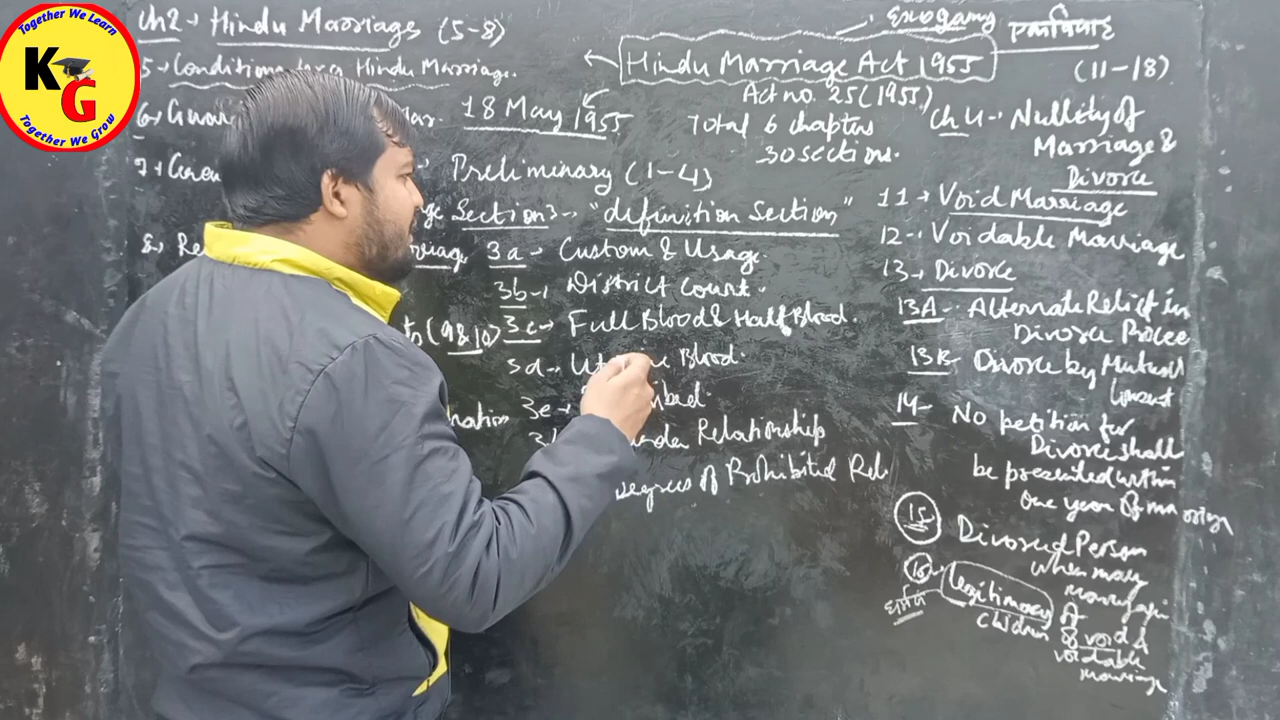 Together We Learn
KG
Together We Grow
Ch2 → Hindu Marriages (5-8)
5 → Conditions for a Hindu Marriage.
6
7
8
18 May 1955
Exogamy
Hindu Marriage Act 1955
Act no. 25 (1955)
Total 6 chapters
30 sections.
Preliminary (1-4)
Section 3 → "definition Section"
3a → Custom & Usage.
3b → District Court.
3c → Full Blood & Half Blood.
3d → Blood.
3e →
Relationship
Degrees of Prohibited Rel
(9 & 10)
(11-18)
Ch 4 → Nullity of
Marriage &
Divorce
11 → Void Marriage
12 → Voidable Marriage
13 → Divorce
13A → Alternate Relief in
Divorce Procee
13B → Divorce by Mutual
Consent
14 → No petition for
Divorce shall
be presented within
One year of marriage
15 Divorced Person
When may
marry again
16 → legitimacy of
children of void &
voidable
marriage